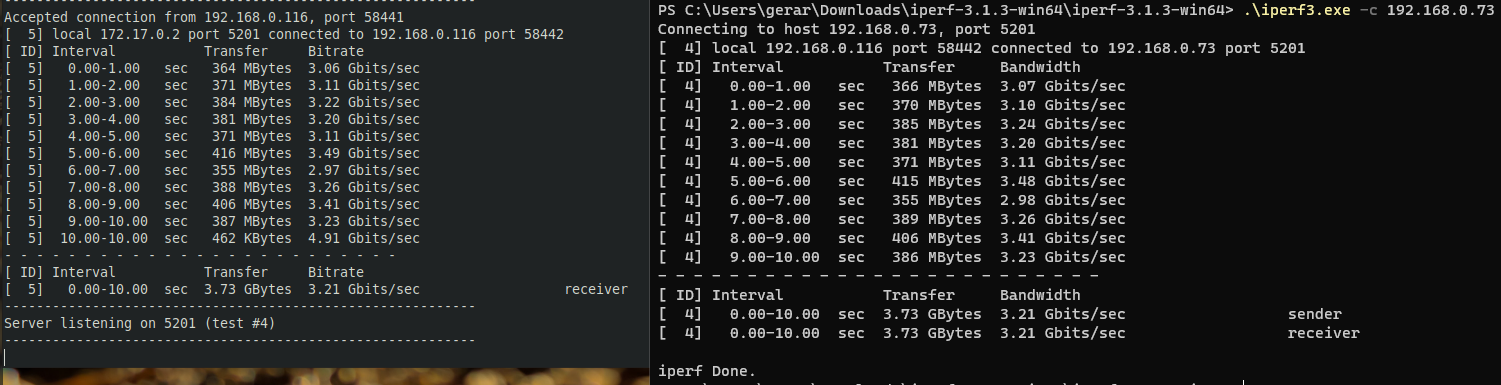 -----------------------------------------------------------
Accepted connection from 192.168.0.116, port 58441
[  5] local 172.17.0.2 port 5201 connected to 192.168.0.116 port 58442
[ ID] Interval           Transfer     Bitrate
[  5]   0.00-1.00   sec   364 MBytes  3.06 Gbits/sec
[  5]   1.00-2.00   sec   371 MBytes  3.11 Gbits/sec
[  5]   2.00-3.00   sec   384 MBytes  3.22 Gbits/sec
[  5]   3.00-4.00   sec   381 MBytes  3.20 Gbits/sec
[  5]   4.00-5.00   sec   371 MBytes  3.11 Gbits/sec
[  5]   5.00-6.00   sec   416 MBytes  3.49 Gbits/sec
[  5]   6.00-7.00   sec   355 MBytes  2.97 Gbits/sec
[  5]   7.00-8.00   sec   388 MBytes  3.26 Gbits/sec
[  5]   8.00-9.00   sec   406 MBytes  3.41 Gbits/sec
[  5]   9.00-10.00  sec   387 MBytes  3.23 Gbits/sec
[  5]  10.00-10.00  sec   462 KBytes  4.91 Gbits/sec
- - - - - - - - - - - - - - - - - - - - - - - - -
[ ID] Interval           Transfer     Bitrate
[  5]   0.00-10.00  sec  3.73 GBytes  3.21 Gbits/sec                  receiver
-----------------------------------------------------------
Server listening on 5201 (test #4)
-----------------------------------------------------------
PS C:\Users\gerar\Downloads\iperf-3.1.3-win64\iperf-3.1.3-win64> .\iperf3.exe -c 192.168.0.73
Connecting to host 192.168.0.73, port 5201
[  4] local 192.168.0.116 port 58442 connected to 192.168.0.73 port 5201
[ ID] Interval           Transfer     Bandwidth
[  4]   0.00-1.00   sec   366 MBytes  3.07 Gbits/sec
[  4]   1.00-2.00   sec   370 MBytes  3.10 Gbits/sec
[  4]   2.00-3.00   sec   385 MBytes  3.24 Gbits/sec
[  4]   3.00-4.00   sec   381 MBytes  3.20 Gbits/sec
[  4]   4.00-5.00   sec   371 MBytes  3.11 Gbits/sec
[  4]   5.00-6.00   sec   415 MBytes  3.48 Gbits/sec
[  4]   6.00-7.00   sec   355 MBytes  2.98 Gbits/sec
[  4]   7.00-8.00   sec   389 MBytes  3.26 Gbits/sec
[  4]   8.00-9.00   sec   406 MBytes  3.41 Gbits/sec
[  4]   9.00-10.00  sec   386 MBytes  3.23 Gbits/sec
- - - - - - - - - - - - - - - - - - - - - - - - -
[ ID] Interval           Transfer     Bandwidth
[  4]   0.00-10.00  sec  3.73 GBytes  3.21 Gbits/sec                  sender
[  4]   0.00-10.00  sec  3.73 GBytes  3.21 Gbits/sec                  receiver
iperf Done.